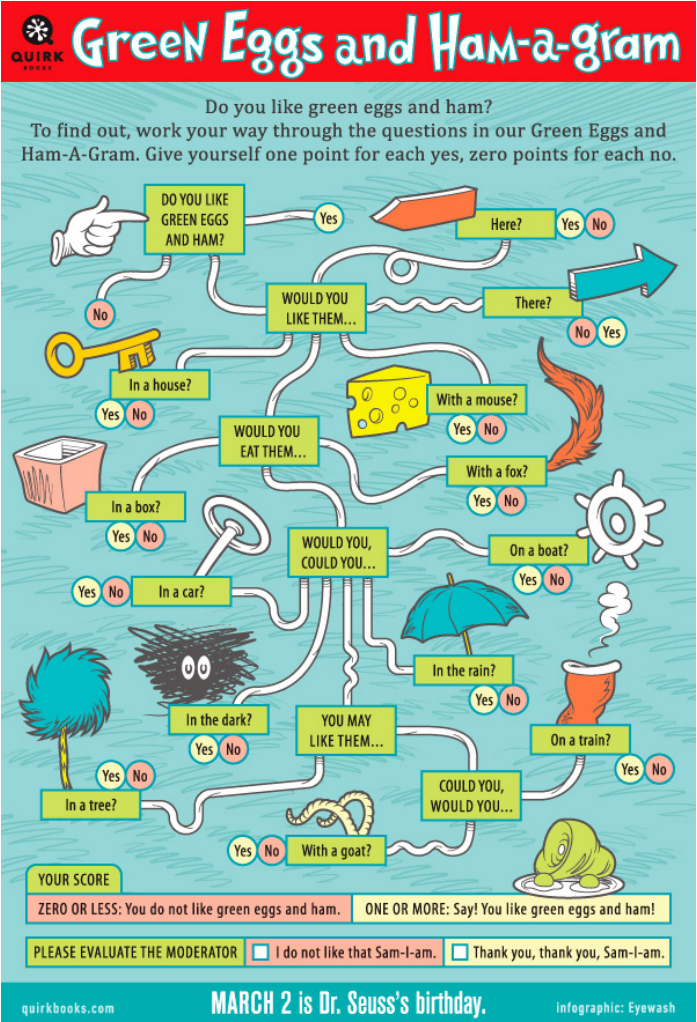 QUIRK
BOOKS
Green Eggs and Ham-a-gram
Do you like green eggs and ham?
To find out, work your way through the questions in our Green Eggs and
Ham-A-Gram. Give yourself one point for each yes, zero points for each no.
DO YOU LIKE
GREEN EGGS
AND HAM?
Yes
No
Here?
Yes No
WOULD YOU
LIKE THEM...
There?
No Yes
In a house?
Yes No
With a mouse?
Yes No
WOULD YOU
EAT THEM...
With a fox?
Yes No
In a box?
Yes No
WOULD YOU,
COULD YOU...
On a boat?
Yes No
Yes No In a car?
In the rain?
Yes No
In the dark?
Yes No
YOU MAY
LIKE THEM...
On a train?
Yes No
Yes No
In a tree?
COULD YOU,
WOULD YOU...
Yes No With a goat?
YOUR SCORE
ZERO OR LESS: You do not like green eggs and ham.
ONE OR MORE: Say! You like green eggs and ham!
PLEASE EVALUATE THE MODERATOR
I do not like that Sam-I-am.
Thank you, thank you, Sam-I-am.
quirkbooks.com
MARCH 2 is Dr. Seuss's birthday.
infographic: Eyewash